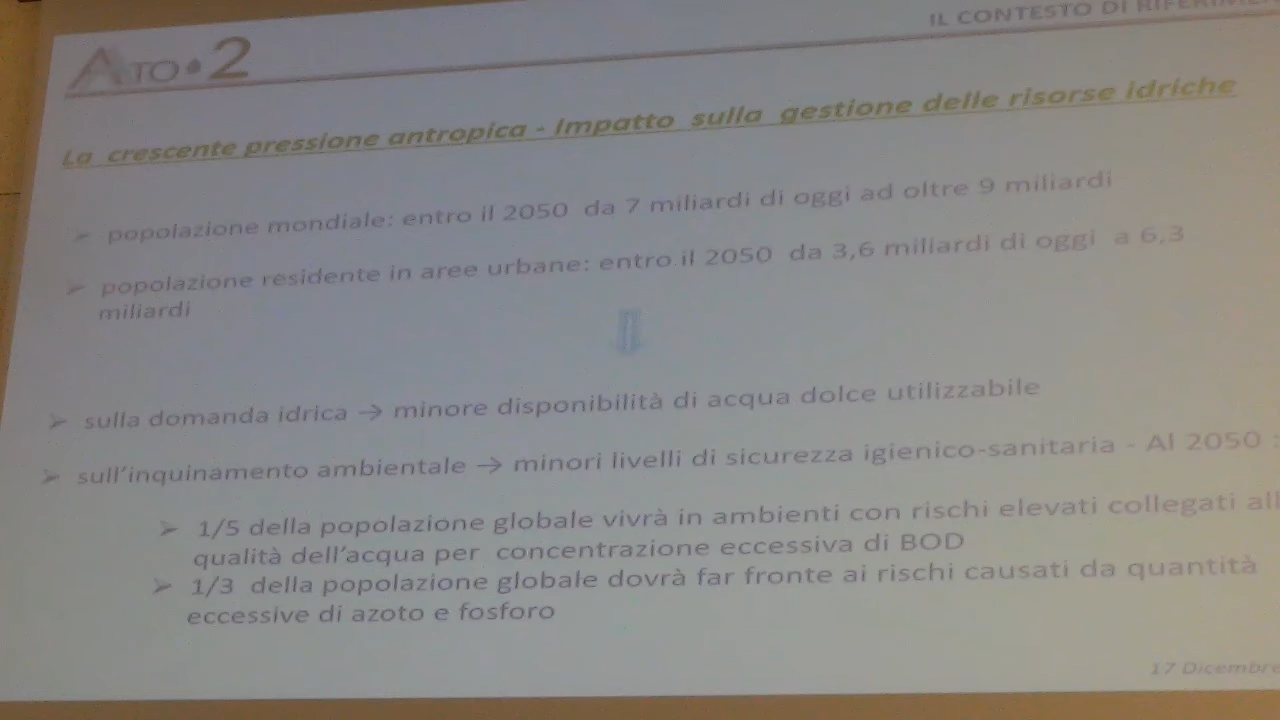 IL CONTESTO DI RIFERIMEN
ATO•2
La crescente pressione antropica - Impatto sulla gestione delle risorse idriche
➢ popolazione mondiale: entro il 2050 da 7 miliardi di oggi ad oltre 9 miliardi
➢ popolazione residente in aree urbane: entro il 2050 da 3,6 miliardi di oggi a 6,3
miliardi
➢ sulla domanda idrica → minore disponibilità di acqua dolce utilizzabile
➢ sull'inquinamento ambientale → minori livelli di sicurezza igienico-sanitaria - Al 2050 :
➢ 1/5 della popolazione globale vivrà in ambienti con rischi elevati collegati all
qualità dell'acqua per concentrazione eccessiva di BOD
➢ 1/3 della popolazione globale dovrà far fronte ai rischi causati da quantità
eccessive di azoto e fosforo
17 Dicembre